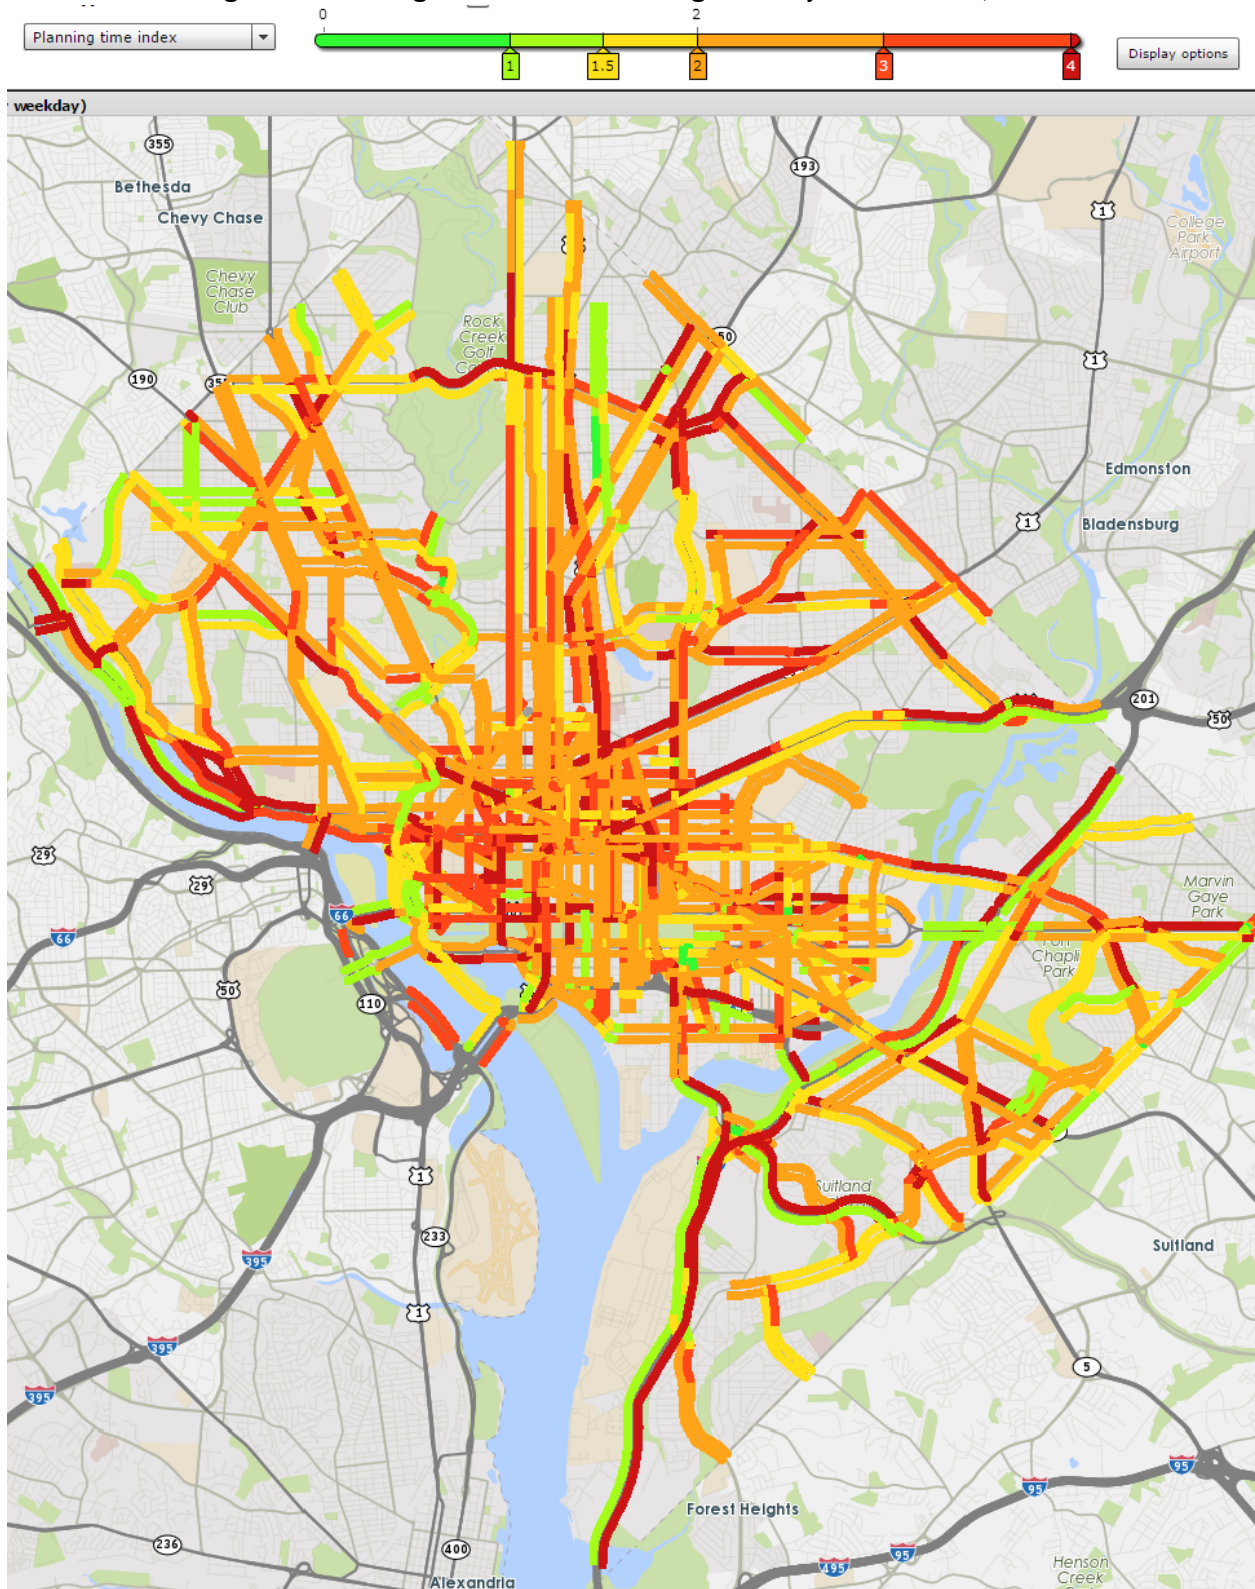 0
2
Planning time index
1
1.5
2
3
4
Display options
weekday)
355
193
Bethesda
Chevy Chase
1
College
Park
Airport
Chevy
Chase
Club
Rock
Creek
Golf
50
1
190
Edmonston
1
Bladensburg
201
50
29
29
66
Marvin
Gaye
Park
66
50
110
Chapli
Park
1
Suitland
233
395
Suitland
1
395
5
395
95
95
Forest Heights
236
400
95
495
Henson
Creek
Alexandria